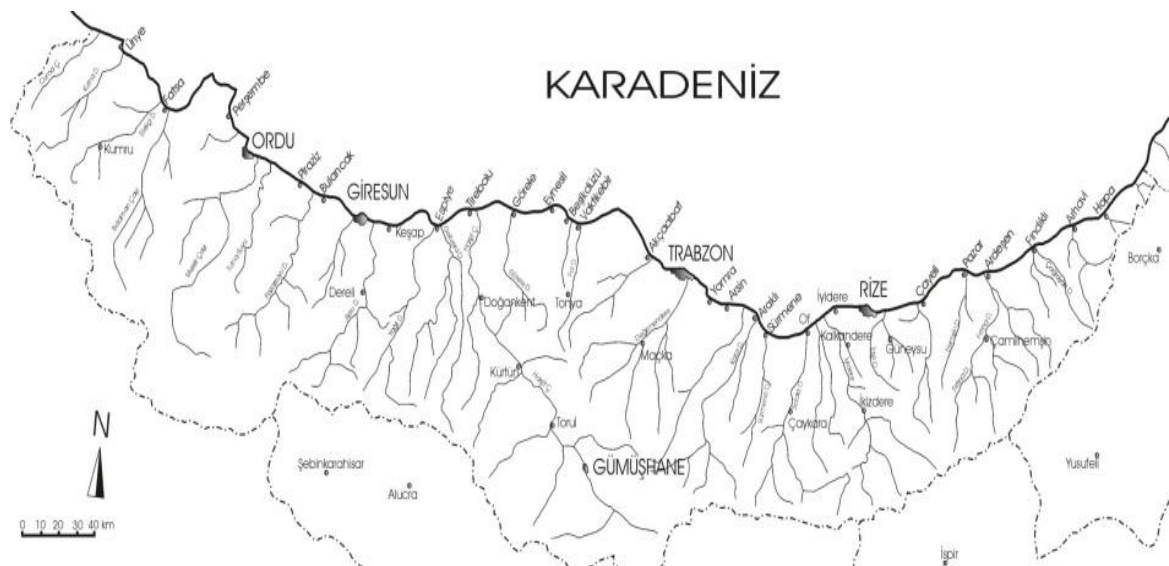 KARADENİZ
Ünye
Fatsa
Perşembe
Kumru
ORDU
Piraziz
Bulancak
GİRESUN
Keşap
Dereli
Espiye
Tirebolu
Doğankent
Görele
Eynesil
Beşikdüzü
Vakfıkebir
Tonya
Akçaabat
TRABZON
Maçka
Yomra
Arsin
Araklı
Sürmene
Of
İyidere
Kalkandere
RİZE
Güneysu
Çayeli
Pazar
Ardeşen
Çamlıhemşin
Fındıklı
Arhavi
Hopa
Borçka
İkizdere
Çaykara
Kürtün
Harşit Ç.
Torul
GÜMÜŞHANE
Şebinkarahisar
Alucra
Yusufeli
İspir
N
0 10 20 30 40 km